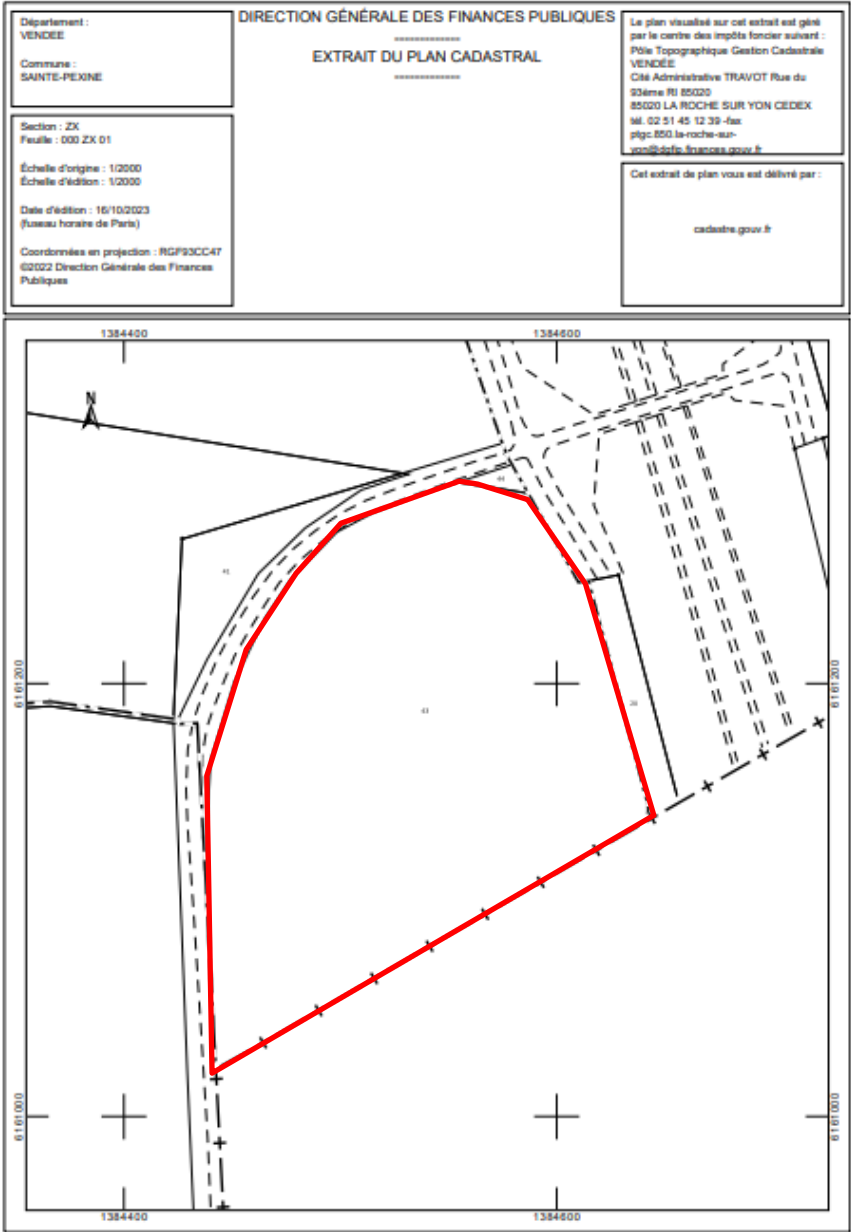 Département :
VENDEE
Commune :
SAINTE-PEXINE
Section : ZX
Feuille : 000 ZX 01
Échelle d'origine : 1/2000
Échelle d'édition : 1/2000
Date d'édition : 16/10/2023
(fuseau horaire de Paris)
Coordonnées en projection : RGF93CC47
©2022 Direction Générale des Finances
Publiques
DIRECTION GÉNÉRALE DES FINANCES PUBLIQUES
-------------
EXTRAIT DU PLAN CADASTRAL
-------------
Le plan visualisé sur cet extrait est géré
par le centre des impôts foncier suivant :
Pôle Topographique Gestion Cadastrale
VENDÉE
Cité Administrative TRAVOT Rue du
93ème RI 85020
85020 LA ROCHE SUR YON CEDEX
tél. 02 51 45 12 39 -fax
ptgc.850.la-roche-sur-
yon@dgfip.finances.gouv.fr
Cet extrait de plan vous est délivré par :
cadastre.gouv.fr
1384400
1384600
N
44
41
6161200
6161200
43
6161000
6161000
1384400
1384600